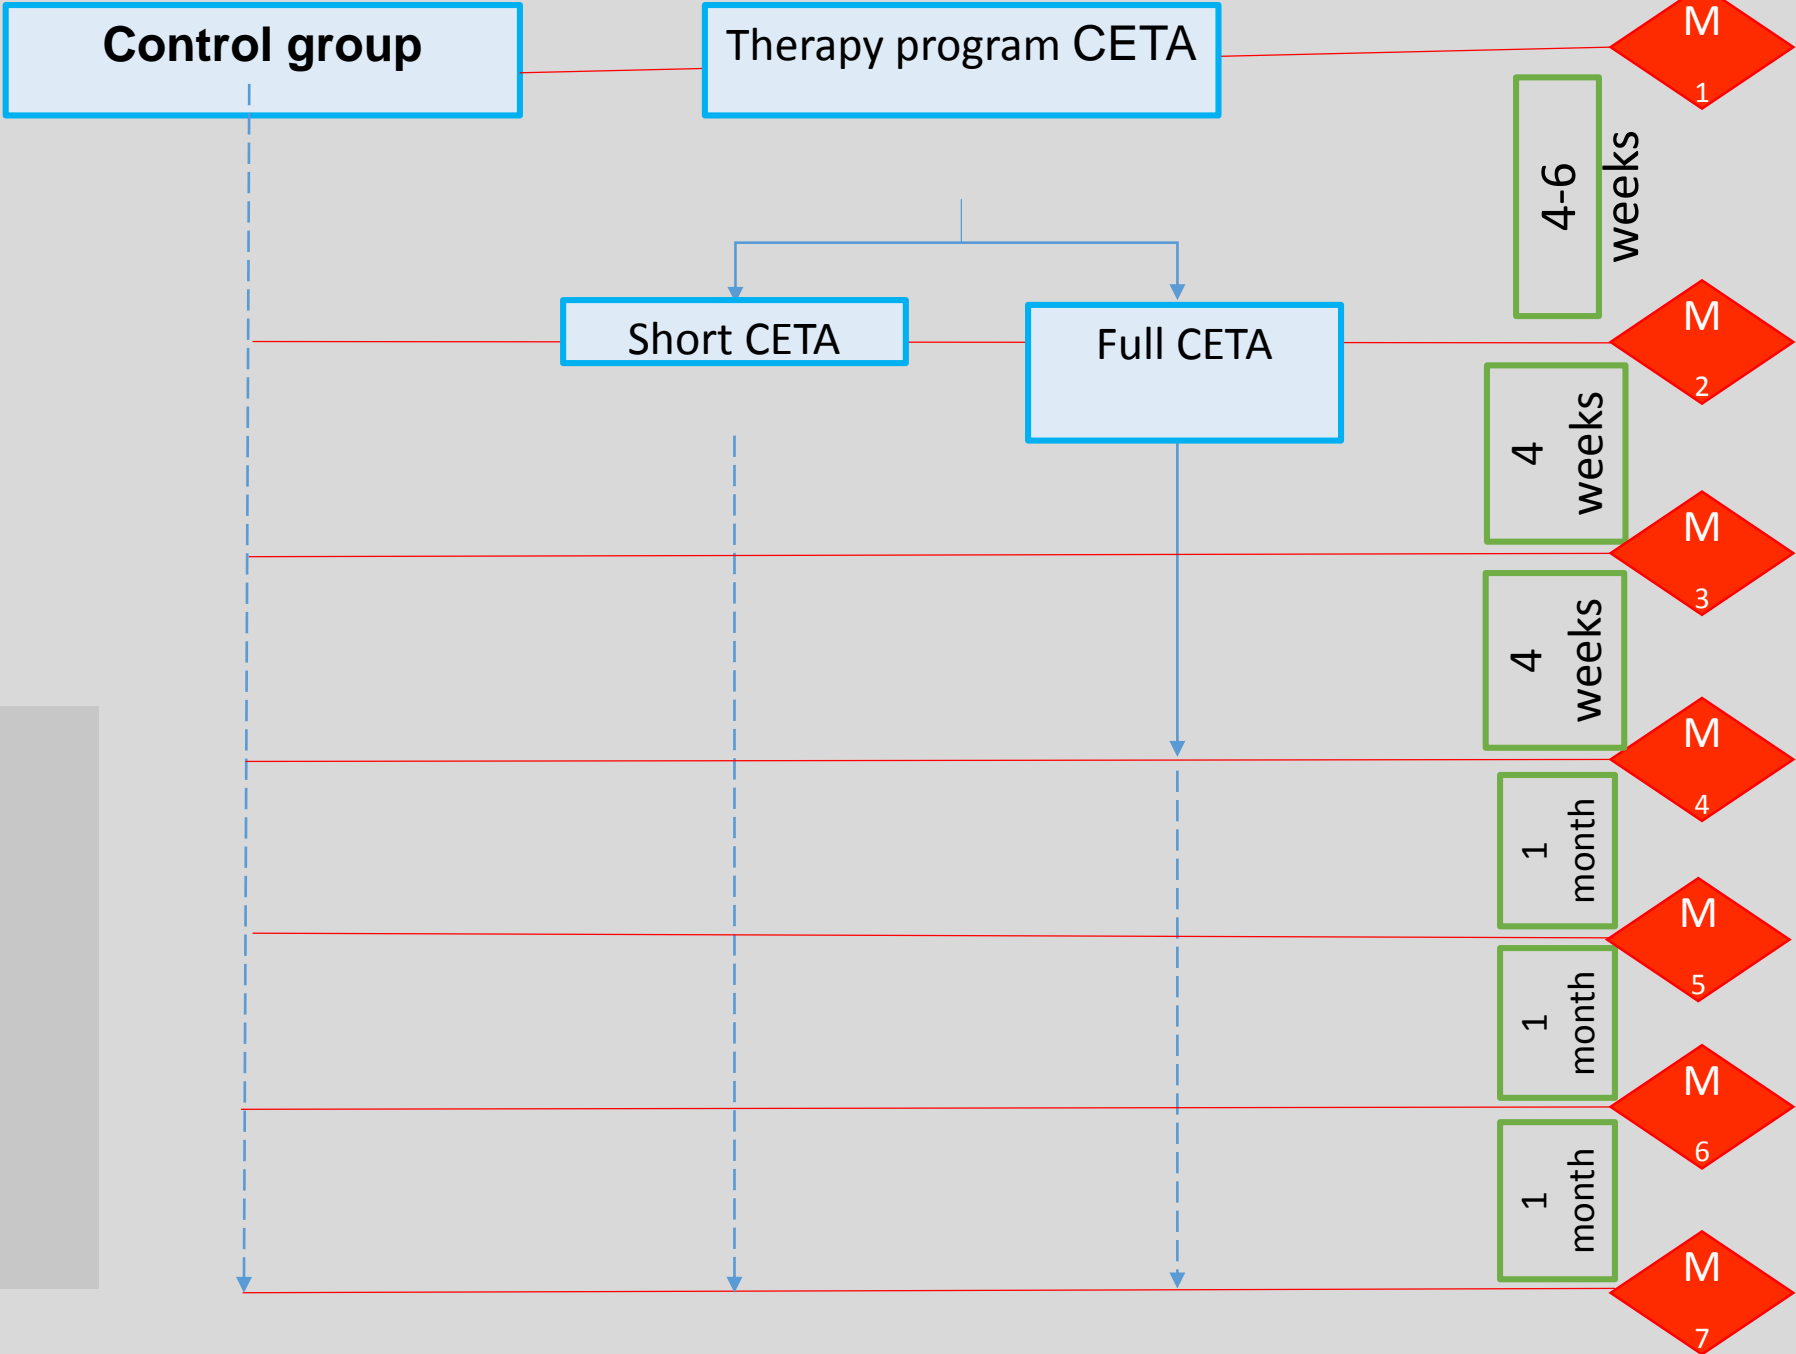 Control group
Therapy program CETA
M
1
4-6
weeks
Short CETA
Full CETA
M
2
4
weeks
M
3
4
weeks
M
4
1
month
M
5
1
month
M
6
1
month
M
7